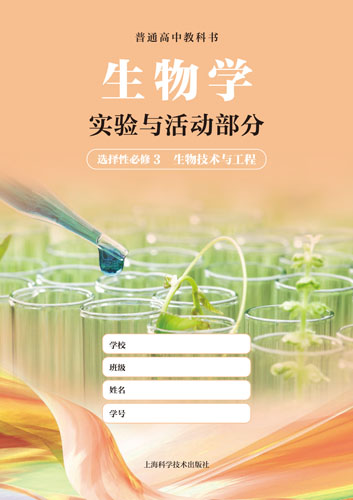 普通高中教科书
生物学
实验与活动部分
选择性必修3 生物技术与工程
学校
班级
姓名
学号
上海科学技术出版社